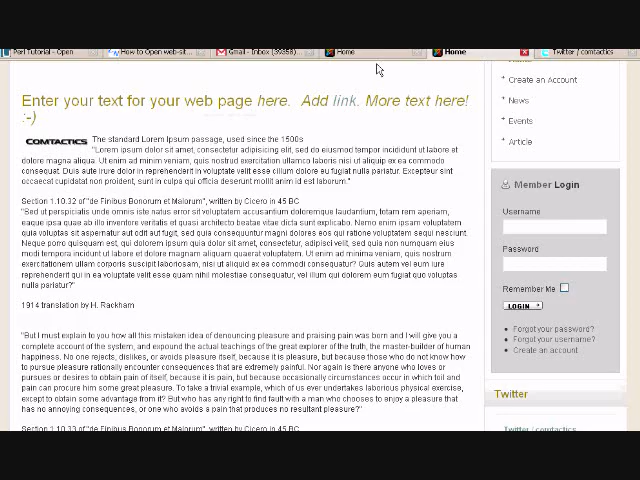 Perl Tutorial - Open
How to Open web-sit...
Gmail - Inbox (39358)...
Home
Home
Twitter / comtactics
Enter your text for your web page here. Add link. More text here!
:-)
COMTACTICS The standard Lorem Ipsum passage, used since the 1500s
"Lorem ipsum dolor sit amet, consectetur adipisicing elit, sed do eiusmod tempor incididunt ut labore et
dolore magna aliqua. Ut enim ad minim veniam, quis nostrud exercitation ullamco laboris nisi ut aliquip ex ea commodo
consequat. Duis aute irure dolor in reprehenderit in voluptate velit esse cillum dolore eu fugiat nulla pariatur. Excepteur sint
occaecat cupidatat non proident, sunt in culpa qui officia deserunt mollit anim id est laborum."
Section 1.10.32 of "de Finibus Bonorum et Malorum", written by Cicero in 45 BC
"Sed ut perspiciatis unde omnis iste natus error sit voluptatem accusantium doloremque laudantium, totam rem aperiam,
eaque ipsa quae ab illo inventore veritatis et quasi architecto beatae vitae dicta sunt explicabo. Nemo enim ipsam voluptatem
quia voluptas sit aspernatur aut odit aut fugit, sed quia consequuntur magni dolores eos qui ratione voluptatem sequi nesciunt.
Neque porro quisquam est, qui dolorem ipsum quia dolor sit amet, consectetur, adipisci velit, sed quia non numquam eius
modi tempora incidunt ut labore et dolore magnam aliquam quaerat voluptatem. Ut enim ad minima veniam, quis nostrum
exercitationem ullam corporis suscipit laboriosam, nisi ut aliquid ex ea commodi consequatur? Quis autem vel eum iure
reprehenderit qui in ea voluptate velit esse quam nihil molestiae consequatur, vel illum qui dolorem eum fugiat quo voluptas
nulla pariatur?"
1914 translation by H. Rackham
"But I must explain to you how all this mistaken idea of denouncing pleasure and praising pain was born and I will give you a
complete account of the system, and expound the actual teachings of the great explorer of the truth, the master-builder of human
happiness. No one rejects, dislikes, or avoids pleasure itself, because it is pleasure, but because those who do not know how
to pursue pleasure rationally encounter consequences that are extremely painful. Nor again is there anyone who loves or
pursues or desires to obtain pain of itself, because it is pain, but because occasionally circumstances occur in which toil and
pain can procure him some great pleasure. To take a trivial example, which of us ever undertakes laborious physical exercise,
except to obtain some advantage from it? But who has any right to find fault with a man who chooses to enjoy a pleasure that
has no annoying consequences, or one who avoids a pain that produces no resultant pleasure?"
Section 1.10.33 of "de Finibus Bonorum et Malorum", written by Cicero in 45 BC
Create an Account
News
Events
Article
Member Login
Username
Password
Remember Me
LOGIN
Forgot your password?
Forgot your username?
Create an account
Twitter
Twitter / comtactics